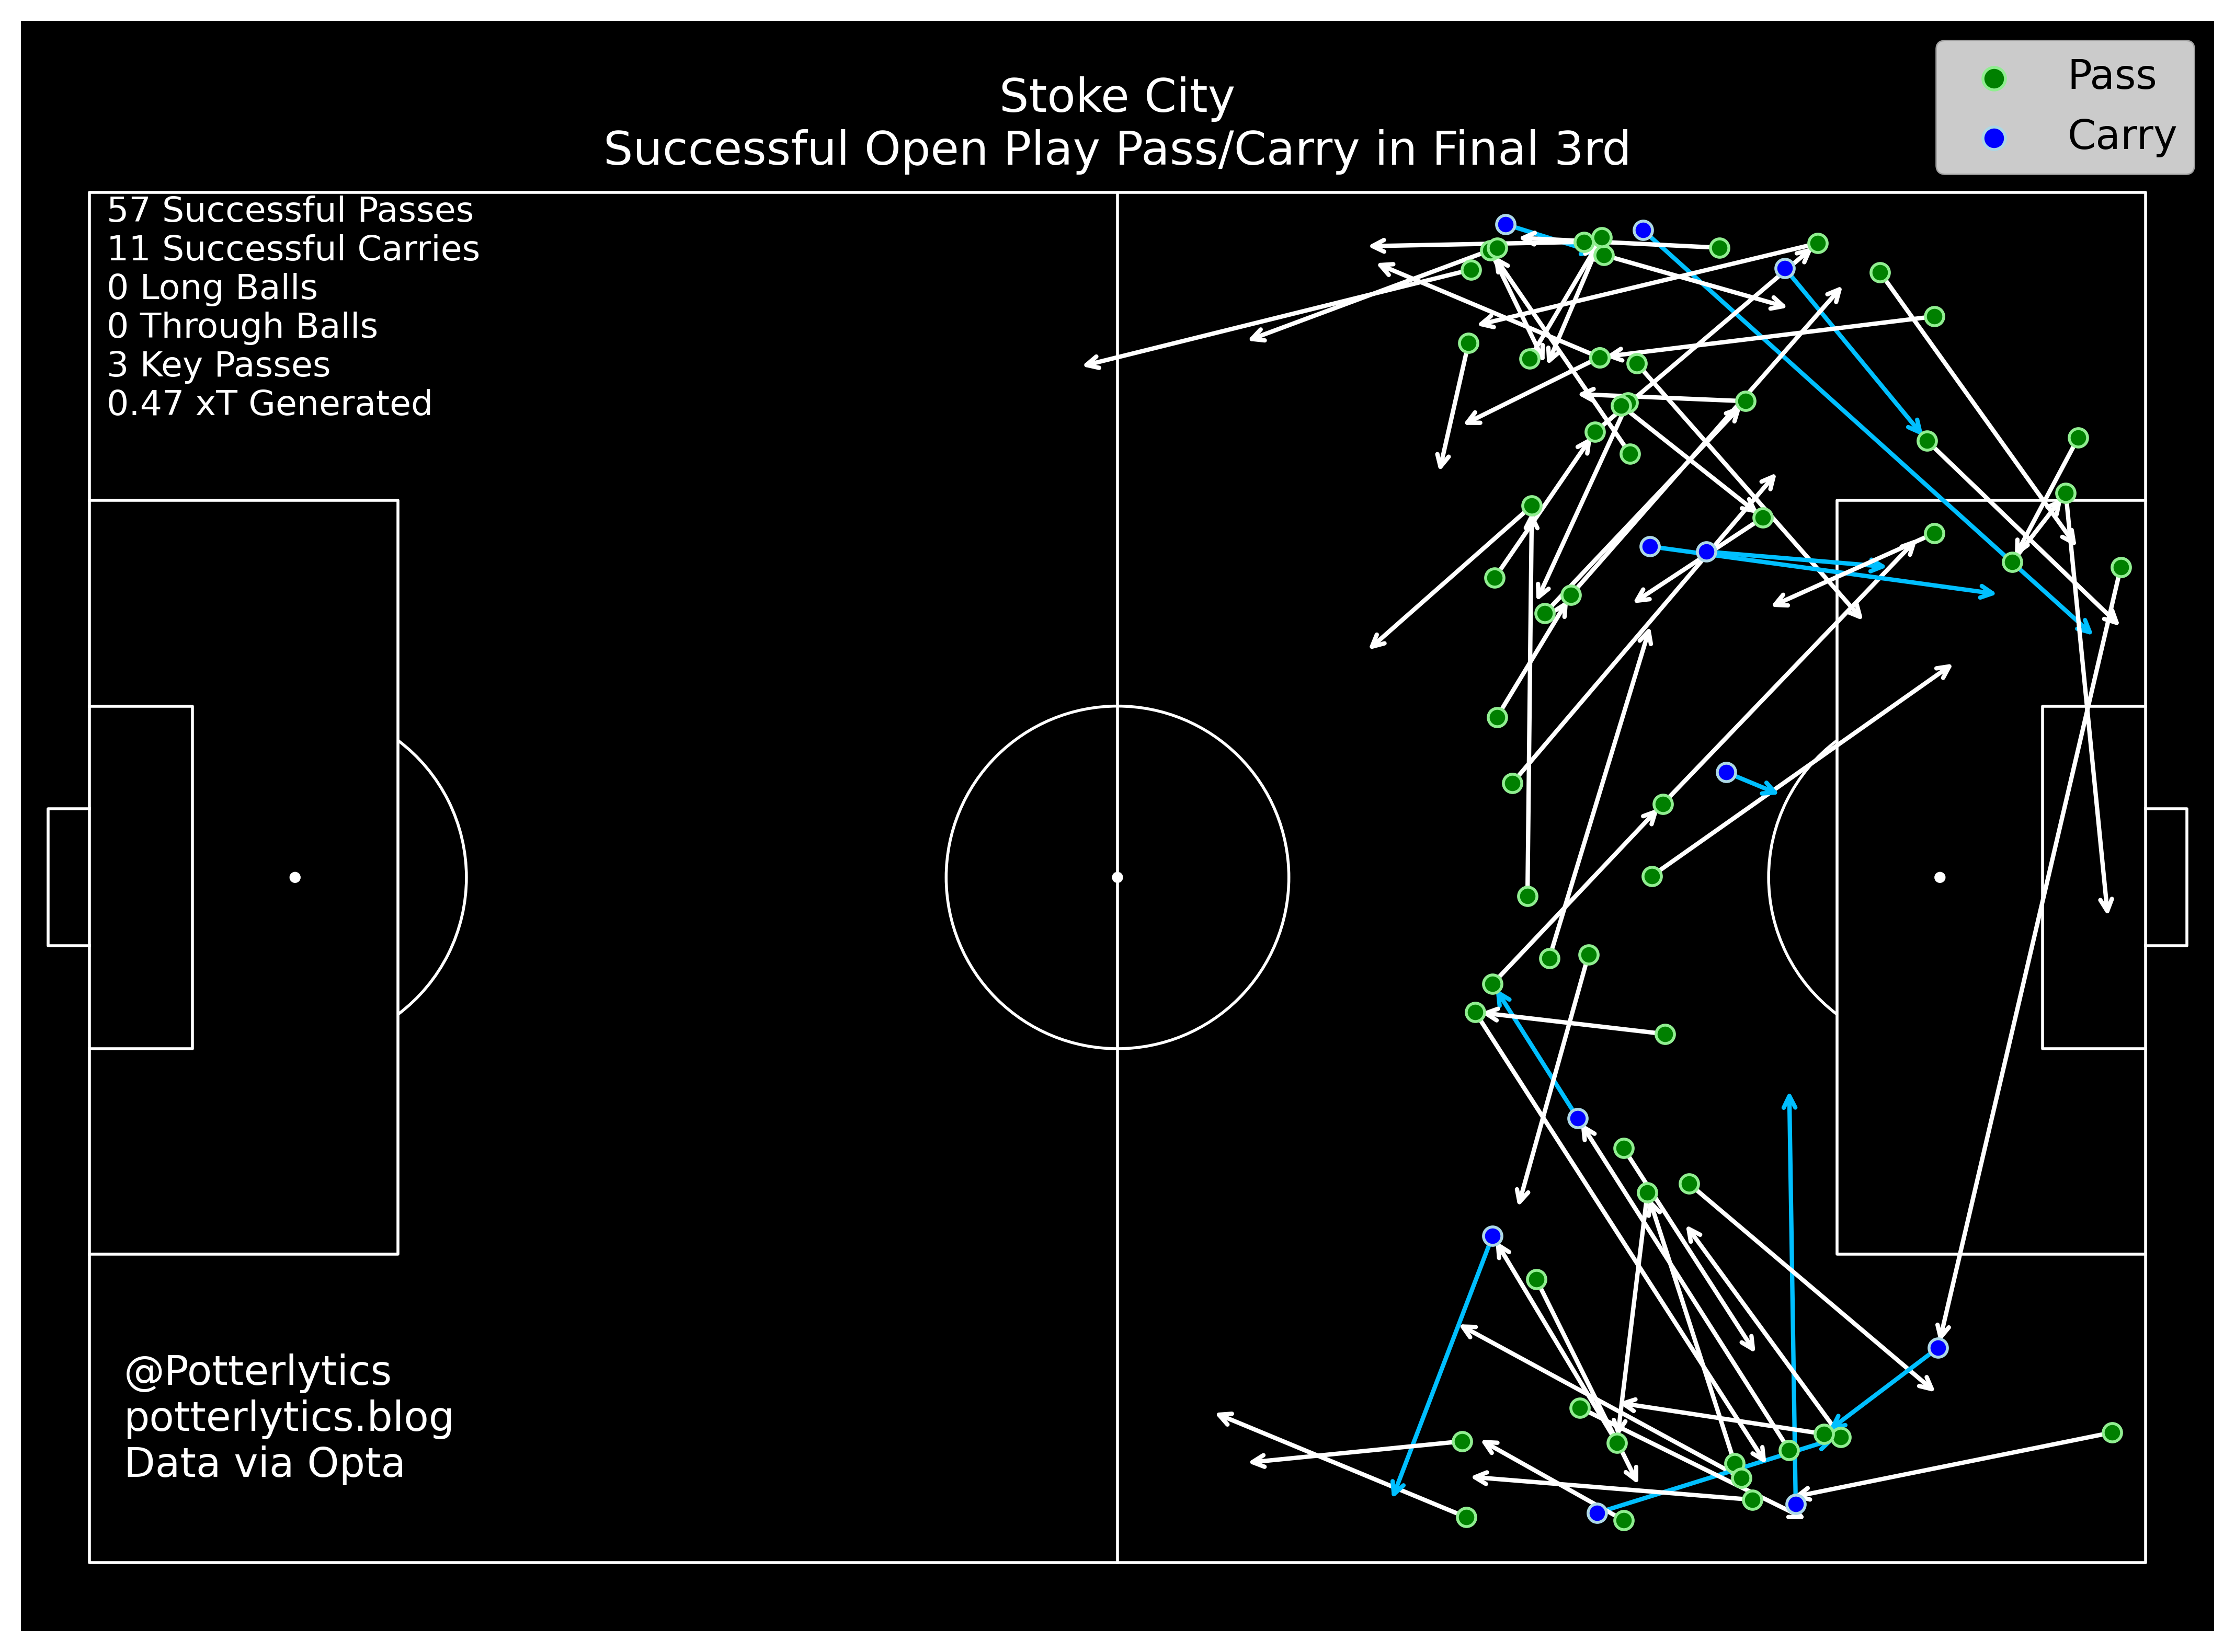 Stoke City
Successful Open Play Pass/Carry in Final 3rd
Pass
Carry
57 Successful Passes
11 Successful Carries
0 Long Balls
0 Through Balls
3 Key Passes
0.47 xT Generated
@Potterlytics
potterlytics.blog
Data via Opta